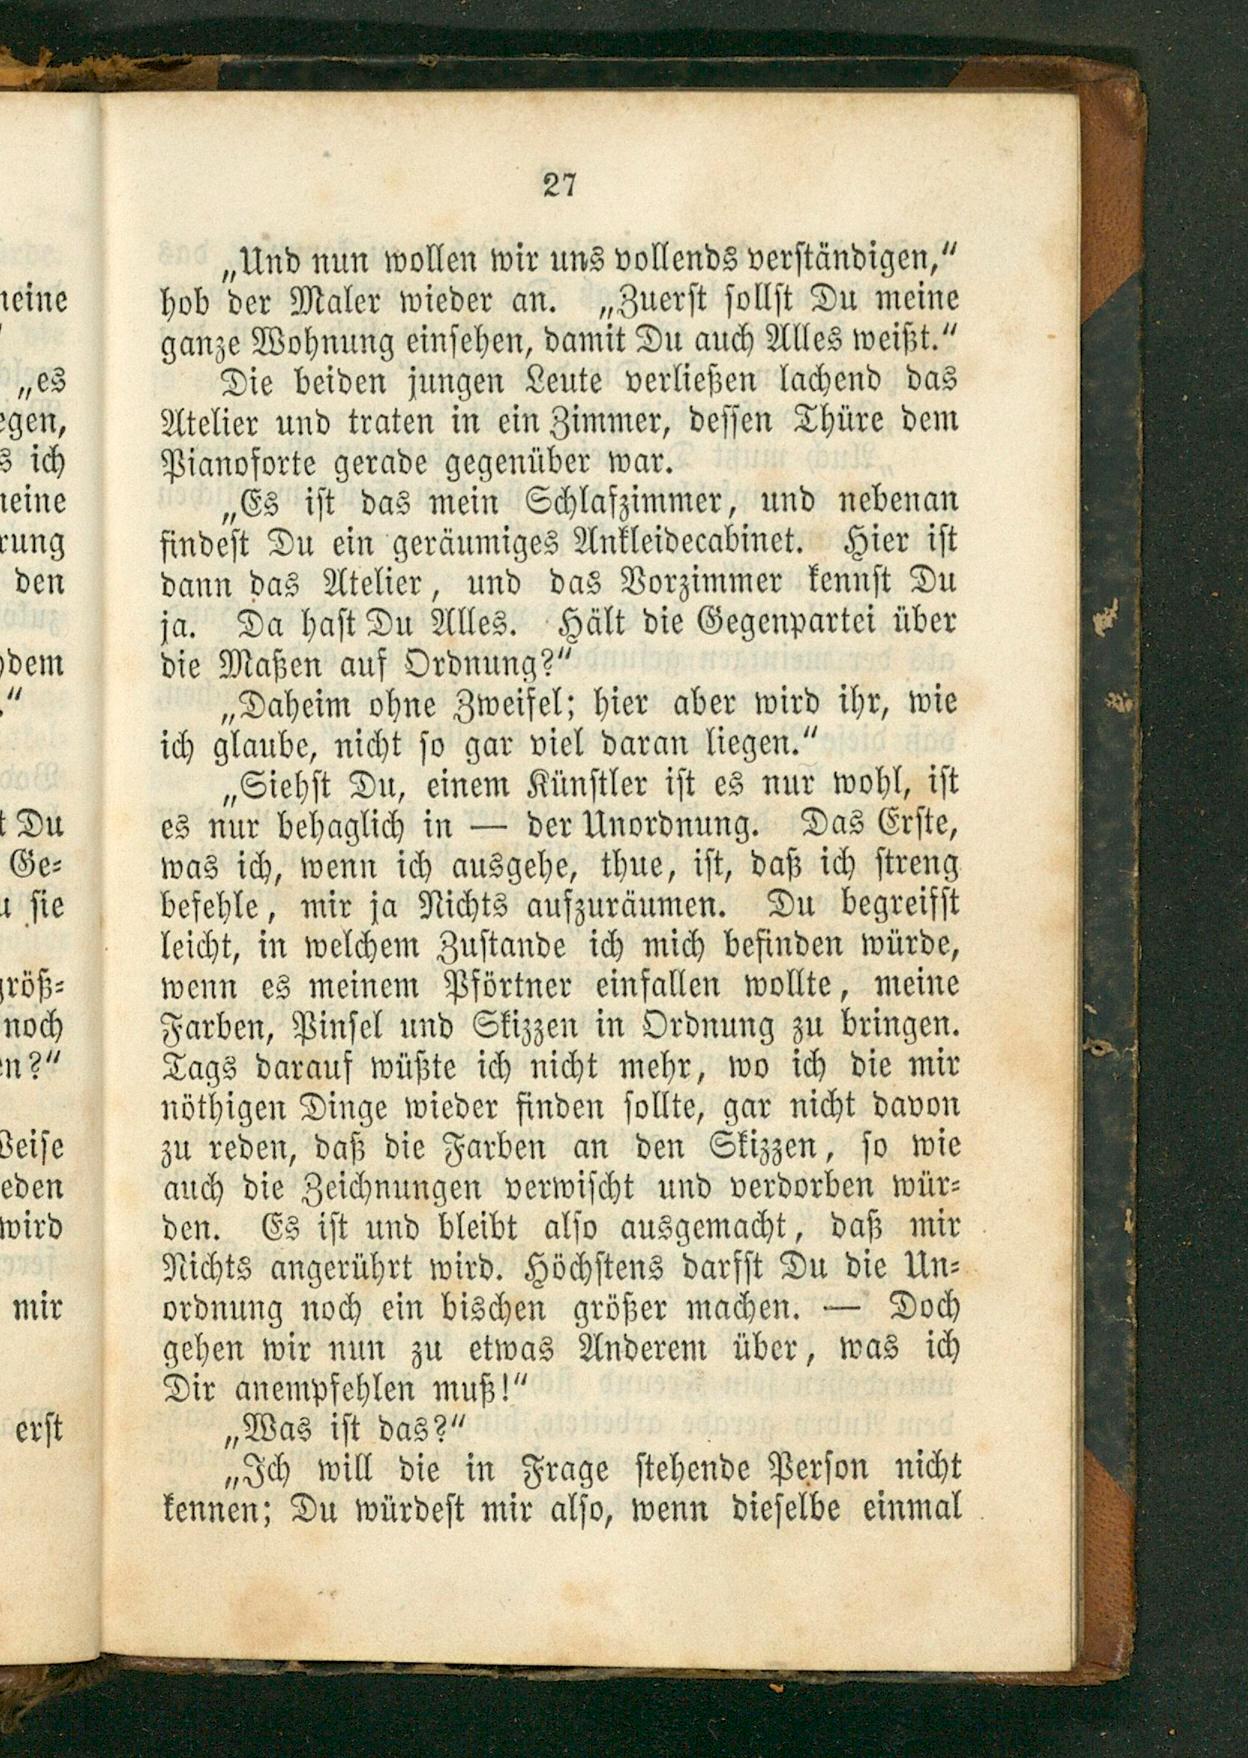 27
„Und nun wollen wir uns vollends verständigen,“
hob der Maler wieder an. „Zuerst sollst Du meine
ganze Wohnung einsehen, damit Du auch Alles weißt.“
Die beiden jungen Leute verließen lachend das
Atelier und traten in ein Zimmer, dessen Thüre dem
Pianoforte gerade gegenüber war.
„Es ist das mein Schlafzimmer, und nebenan
findest Du ein geräumiges Ankleidecabinet. Hier ist
dann das Atelier, und das Vorzimmer kennst Du
ja. Da hast Du Alles. Hält die Gegenpartei über
die Maßen auf Ordnung?“
„Daheim ohne Zweifel; hier aber wird ihr, wie
ich glaube, nicht so gar viel daran liegen.“
„Siehst Du, einem Künstler ist es nur wohl, ist
es nur behaglich in — der Unordnung. Das Erste,
was ich, wenn ich ausgehe, thue, ist, daß ich streng
befehle, mir ja Nichts aufzuräumen. Du begreifst
leicht, in welchem Zustande ich mich befinden würde,
wenn es meinem Pförtner einfallen wollte, meine
Farben, Pinsel und Skizzen in Ordnung zu bringen.
Tags darauf wüßte ich nicht mehr, wo ich die mir
nöthigen Dinge wieder finden sollte, gar nicht davon
zu reden, daß die Farben an den Skizzen, so wie
auch die Zeichnungen verwischt und verdorben wür-
den. Es ist und bleibt also ausgemacht, daß mir
Nichts angerührt wird. Höchstens darfst Du die Un-
ordnung noch ein bischen größer machen. — Doch
gehen wir nun zu etwas Anderem über, was ich
Dir anempfehlen muß!“
„Was ist das?“
„Ich will die in Frage stehende Person nicht
kennen; Du würdest mir also, wenn dieselbe einmal